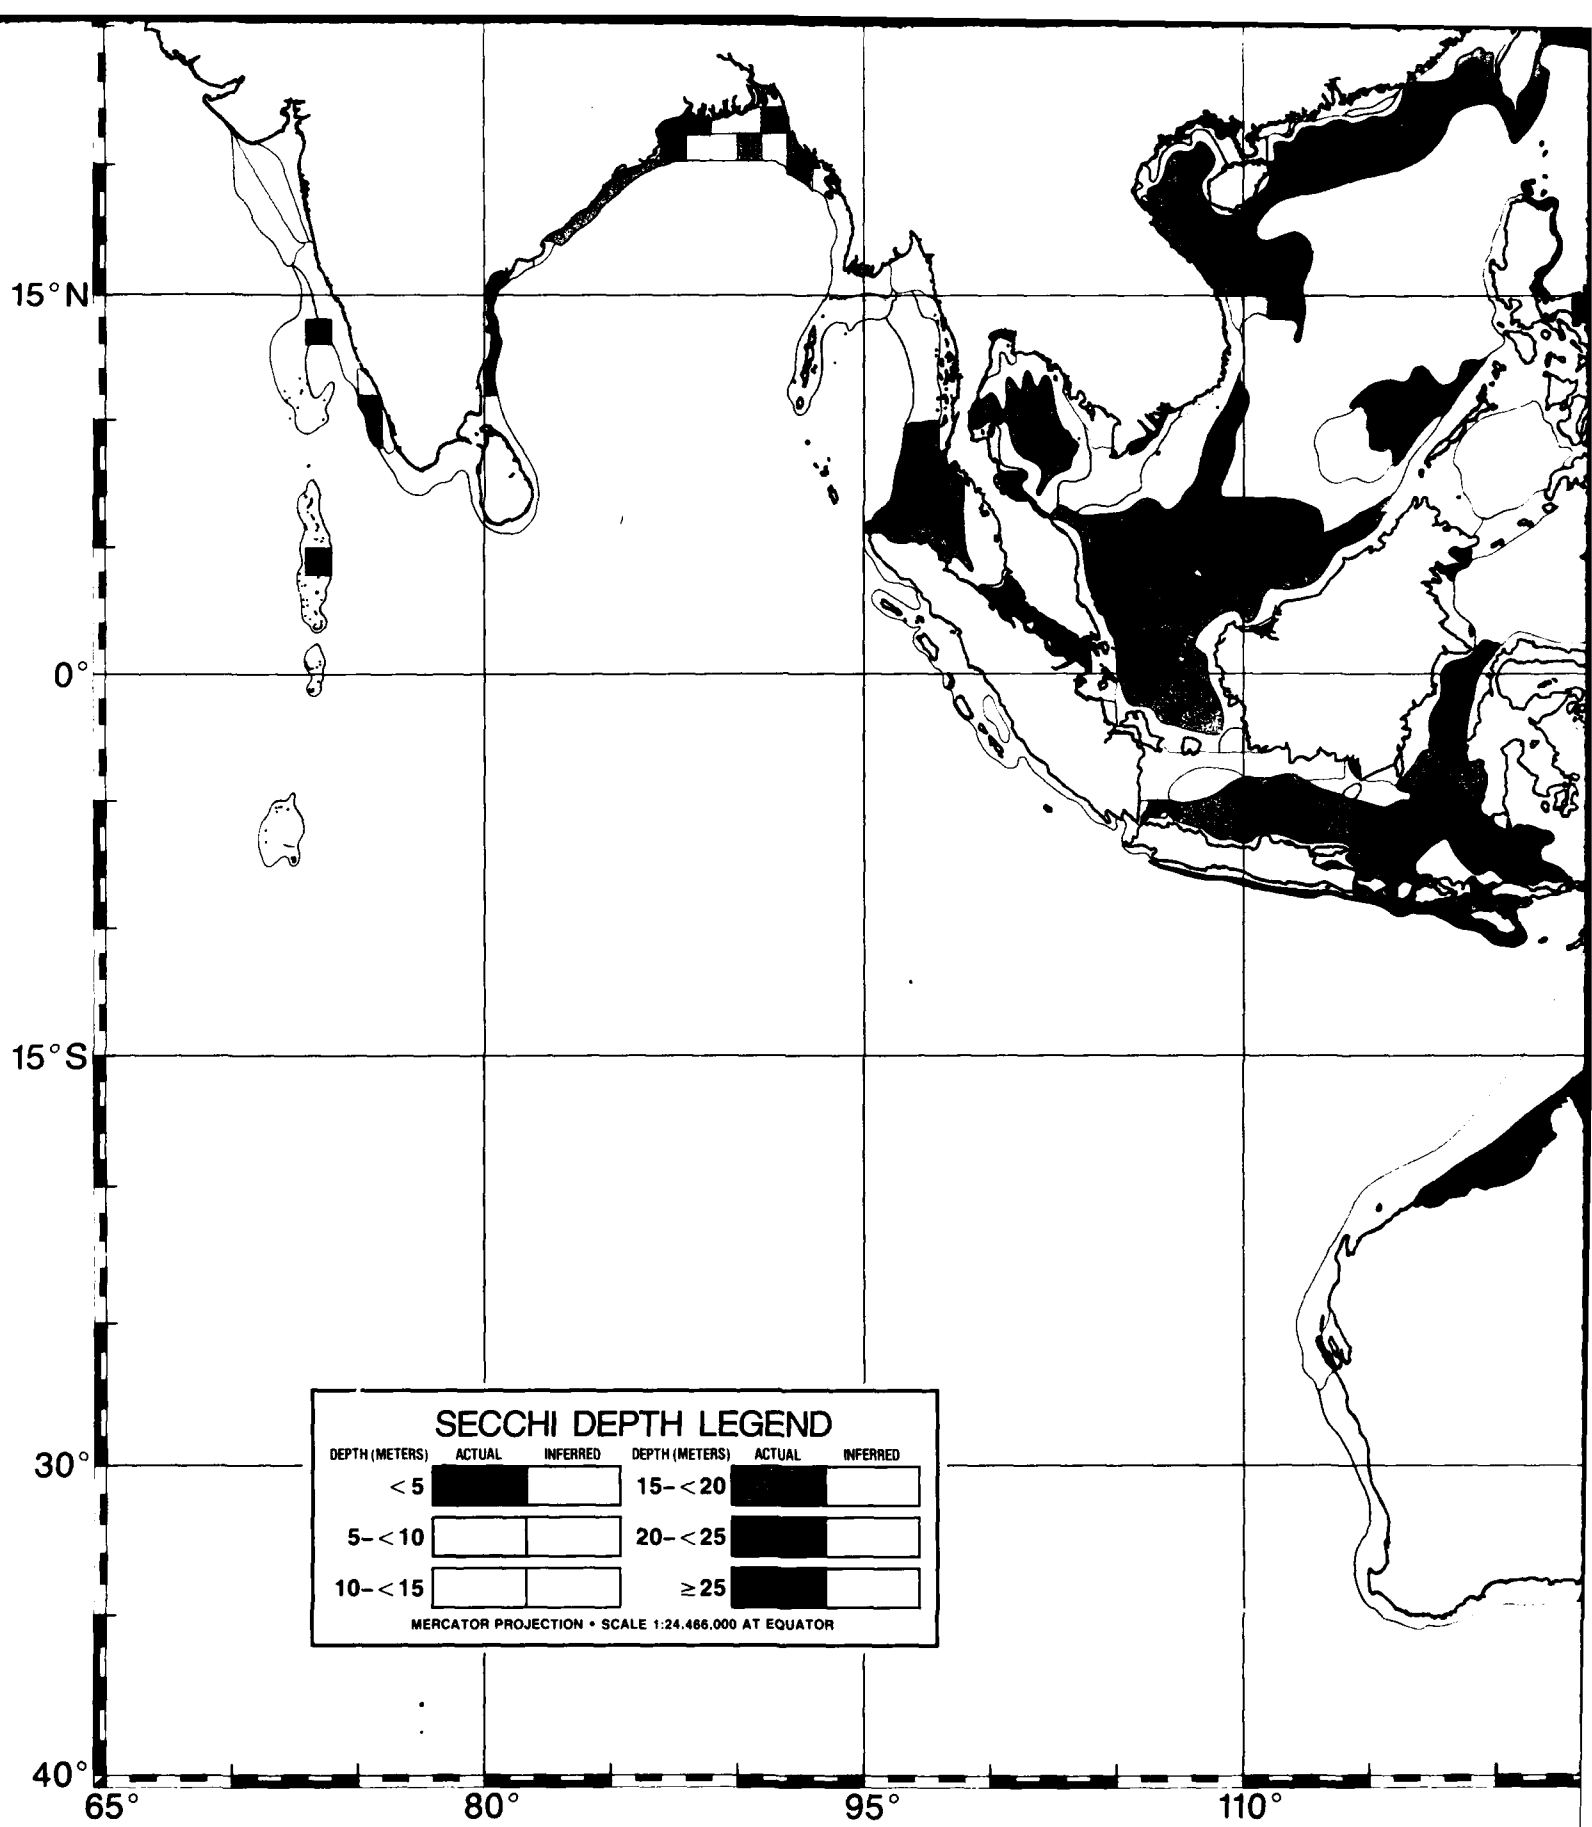 15°N
0°
15°S
30°
40°
65°
80°
95°
110°
SECCHI DEPTH LEGEND
DEPTH (METERS) ACTUAL INFERRED DEPTH (METERS) ACTUAL INFERRED
<5 15-<20
5-<10 20-<25
10-<15 ≥25
MERCATOR PROJECTION • SCALE 1:24,466,000 AT EQUATOR